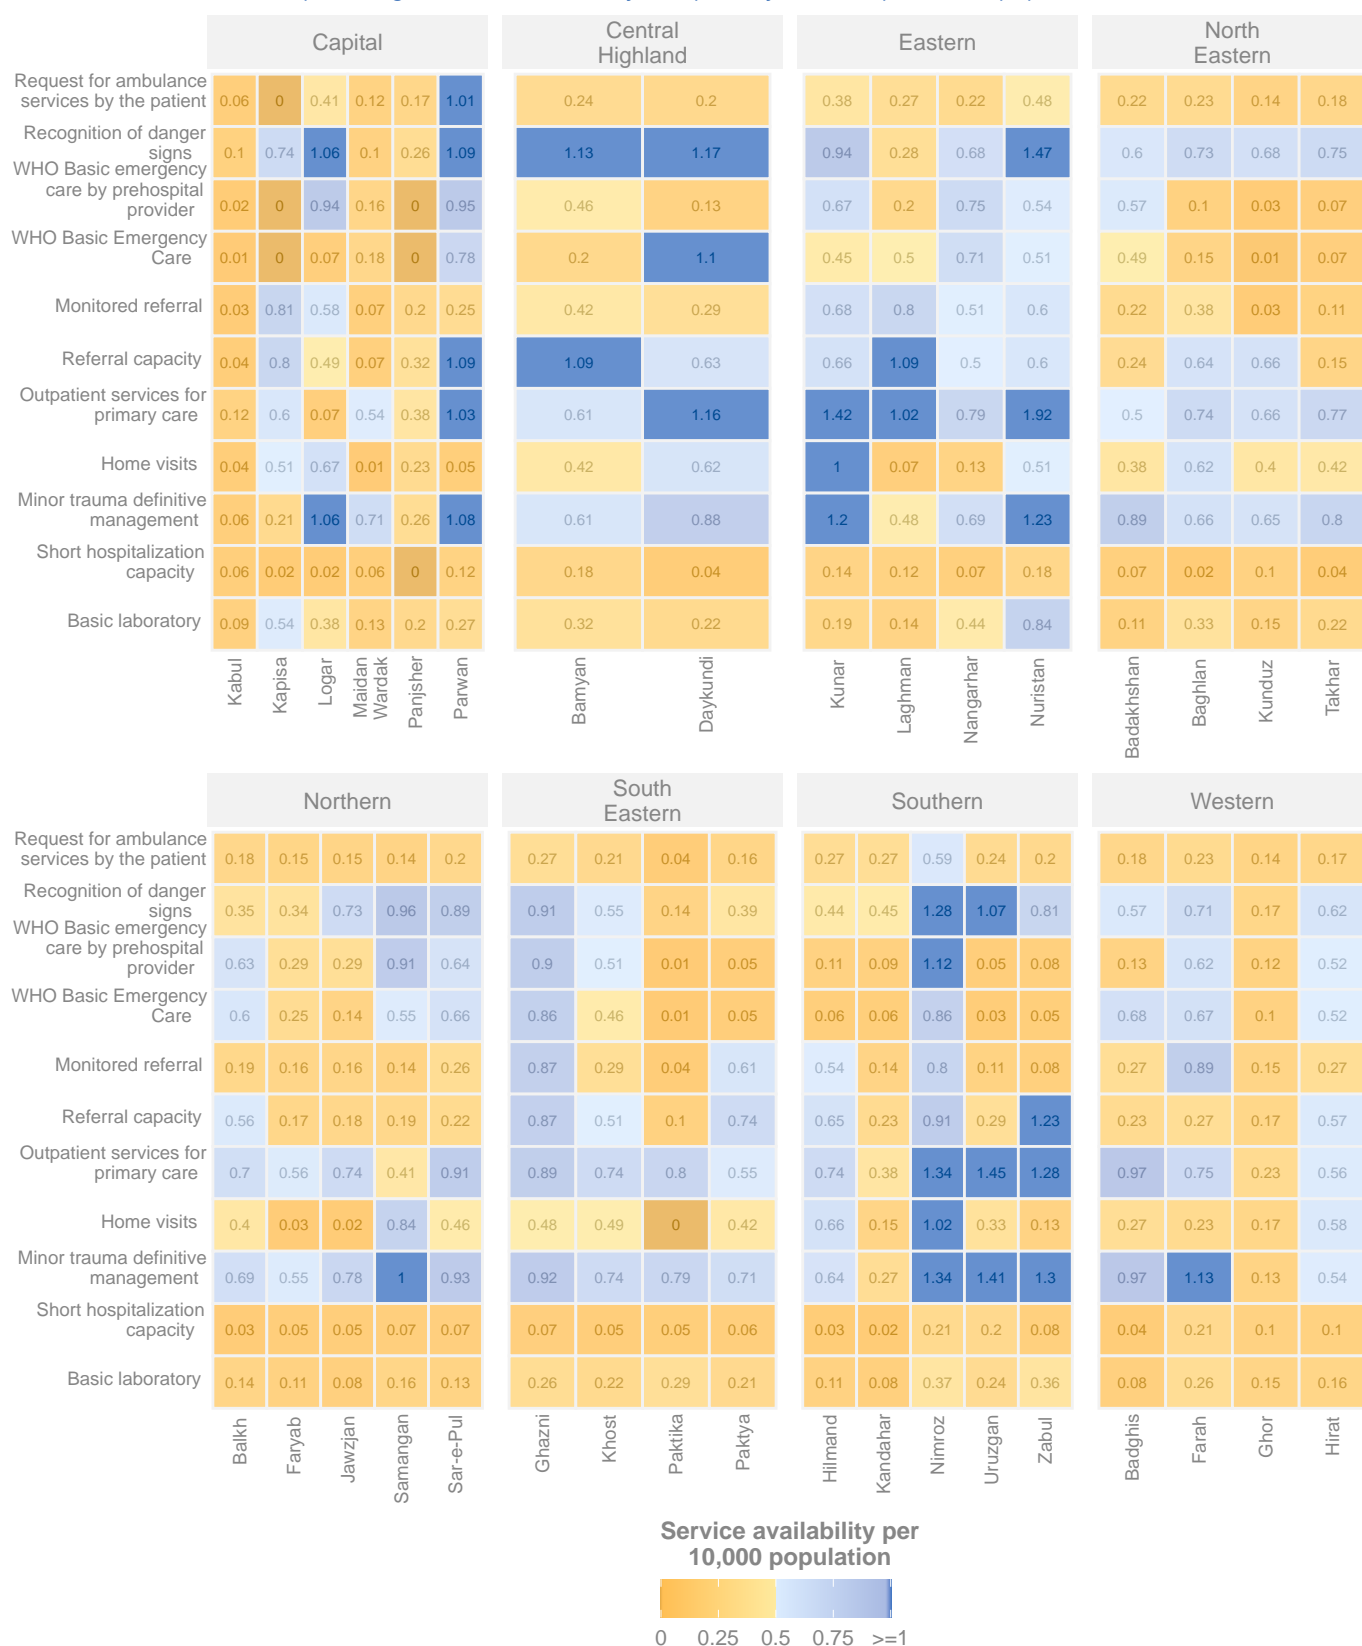 Capital
Central
Highland
Eastern
North
Eastern
Request for ambulance
services by the patient
0.06 0 0.41 0.12 0.17 1.01 0.24 0.2 0.38 0.27 0.22 0.48 0.22 0.23 0.14 0.18
Recognition of danger
signs
0.1 0.74 1.06 0.1 0.26 1.09 1.13 1.17 0.94 0.28 0.68 1.47 0.6 0.73 0.68 0.75
WHO Basic emergency
care by prehospital
provider
0.02 0 0.94 0.16 0 0.95 0.46 0.13 0.67 0.2 0.75 0.54 0.57 0.1 0.03 0.07
WHO Basic Emergency
Care
0.01 0 0.07 0.18 0 0.78 0.2 1.1 0.45 0.5 0.71 0.51 0.49 0.15 0.01 0.07
Monitored referral
0.03 0.81 0.58 0.07 0.2 0.25 0.42 0.29 0.68 0.8 0.51 0.6 0.22 0.38 0.03 0.11
Referral capacity
0.04 0.8 0.49 0.07 0.32 1.09 1.09 0.63 0.66 1.09 0.5 0.6 0.24 0.64 0.66 0.15
Outpatient services for
primary care
0.12 0.6 0.07 0.54 0.38 1.03 0.61 1.16 1.42 1.02 0.79 1.92 0.5 0.74 0.66 0.77
Home visits
0.04 0.51 0.67 0.01 0.23 0.05 0.42 0.62 1 0.07 0.13 0.51 0.38 0.62 0.4 0.42
Minor trauma definitive
management
0.06 0.21 1.06 0.71 0.26 1.08 0.61 0.88 1.2 0.48 0.69 1.23 0.89 0.66 0.65 0.8
Short hospitalization
capacity
0.06 0.02 0.02 0.06 0 0.12 0.18 0.04 0.14 0.12 0.07 0.18 0.07 0.02 0.1 0.04
Basic laboratory
0.09 0.54 0.38 0.13 0.2 0.27 0.32 0.22 0.19 0.14 0.44 0.84 0.11 0.33 0.15 0.22
Kabul
Kapisa
Logar
Maidan
Wardak
Panjsher
Parwan
Bamyan
Daykundi
Kunar
Laghman
Nangarhar
Nuristan
Badakhshan
Baghlan
Kunduz
Takhar
Northern
South
Eastern
Southern
Western
Request for ambulance
services by the patient
0.18 0.15 0.15 0.14 0.2 0.27 0.21 0.04 0.16 0.27 0.27 0.59 0.24 0.2 0.18 0.23 0.14 0.17
Recognition of danger
signs
0.35 0.34 0.73 0.96 0.89 0.91 0.55 0.14 0.39 0.44 0.45 1.28 1.07 0.81 0.57 0.71 0.17 0.62
WHO Basic emergency
care by prehospital
provider
0.63 0.29 0.29 0.91 0.64 0.9 0.51 0.01 0.05 0.11 0.09 1.12 0.05 0.08 0.13 0.62 0.12 0.52
WHO Basic Emergency
Care
0.6 0.25 0.14 0.55 0.66 0.86 0.46 0.01 0.05 0.06 0.06 0.86 0.03 0.05 0.68 0.67 0.1 0.52
Monitored referral
0.19 0.16 0.16 0.14 0.26 0.87 0.29 0.04 0.61 0.54 0.14 0.8 0.11 0.08 0.27 0.89 0.15 0.27
Referral capacity
0.56 0.17 0.18 0.19 0.22 0.87 0.51 0.1 0.74 0.65 0.23 0.91 0.29 1.23 0.23 0.27 0.17 0.57
Outpatient services for
primary care
0.7 0.56 0.74 0.41 0.91 0.89 0.74 0.8 0.55 0.74 0.38 1.34 1.45 1.28 0.97 0.75 0.23 0.56
Home visits
0.4 0.03 0.02 0.84 0.46 0.48 0.49 0 0.42 0.66 0.15 1.02 0.33 0.13 0.27 0.23 0.17 0.58
Minor trauma definitive
management
0.69 0.55 0.78 1 0.93 0.92 0.74 0.79 0.71 0.64 0.27 1.34 1.41 1.3 0.97 1.13 0.13 0.54
Short hospitalization
capacity
0.03 0.05 0.05 0.07 0.07 0.07 0.05 0.05 0.06 0.03 0.02 0.21 0.2 0.08 0.04 0.21 0.1 0.1
Basic laboratory
0.14 0.11 0.08 0.16 0.13 0.26 0.22 0.29 0.21 0.11 0.08 0.37 0.24 0.36 0.08 0.26 0.15 0.16
Balkh
Faryab
Jawzjan
Samangan
Sar-e-Pul
Ghazni
Khost
Paktika
Paktya
Hilmand
Kandahar
Nimroz
Uruzgan
Zabul
Badghis
Farah
Ghor
Hirat
Service availability per
10,000 population
0 0.25 0.5 0.75 >=1